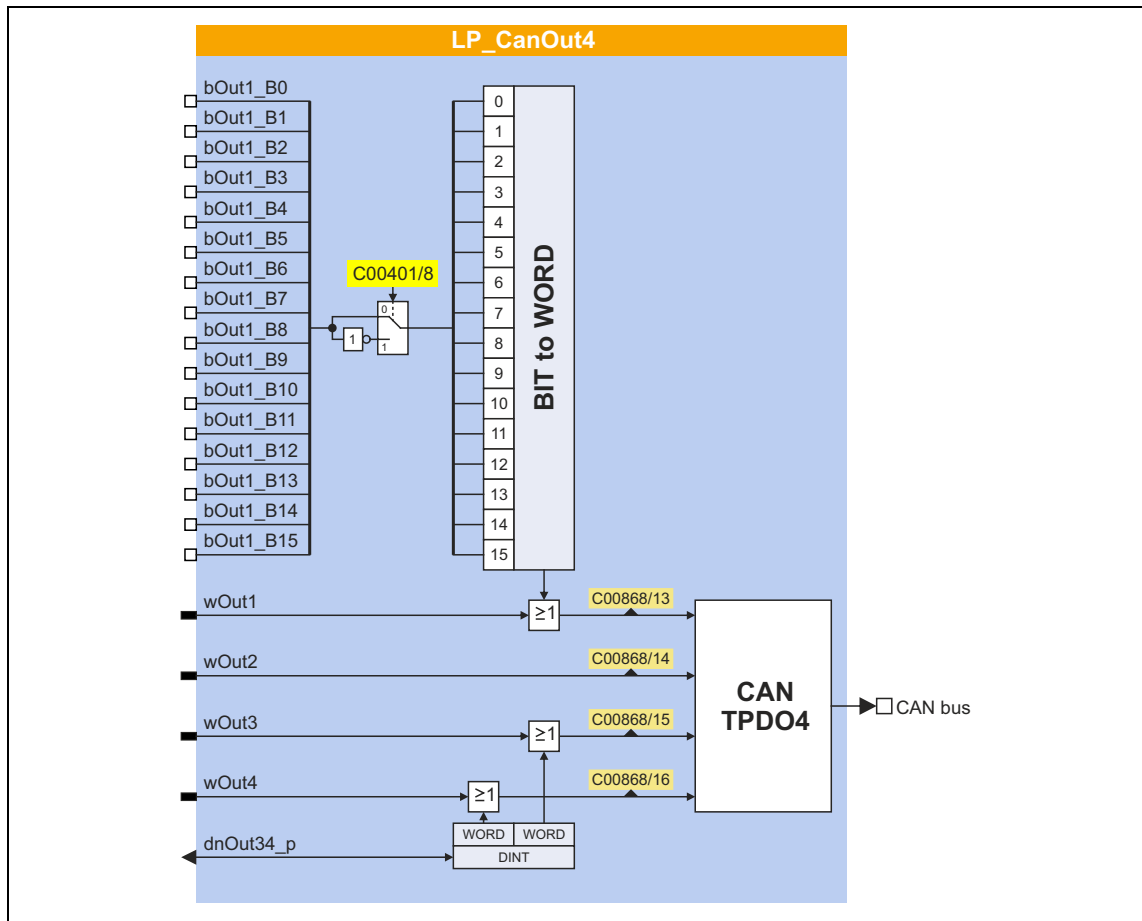 LP_CanOut4
bOut1_B0
bOut1_B1
bOut1_B2
bOut1_B3
bOut1_B4
bOut1_B5
bOut1_B6
bOut1_B7
bOut1_B8
bOut1_B9
bOut1_B10
bOut1_B11
bOut1_B12
bOut1_B13
bOut1_B14
bOut1_B15
C00401/8
0
1
1
0
1
2
3
4
5
6
7
8
9
10
11
12
13
14
15
BIT to WORD
wOut1
≥1
C00868/13
wOut2
C00868/14
wOut3
≥1
C00868/15
wOut4
≥1
C00868/16
CAN
TPDO4
CAN bus
dnOut34_p
WORD WORD
DINT